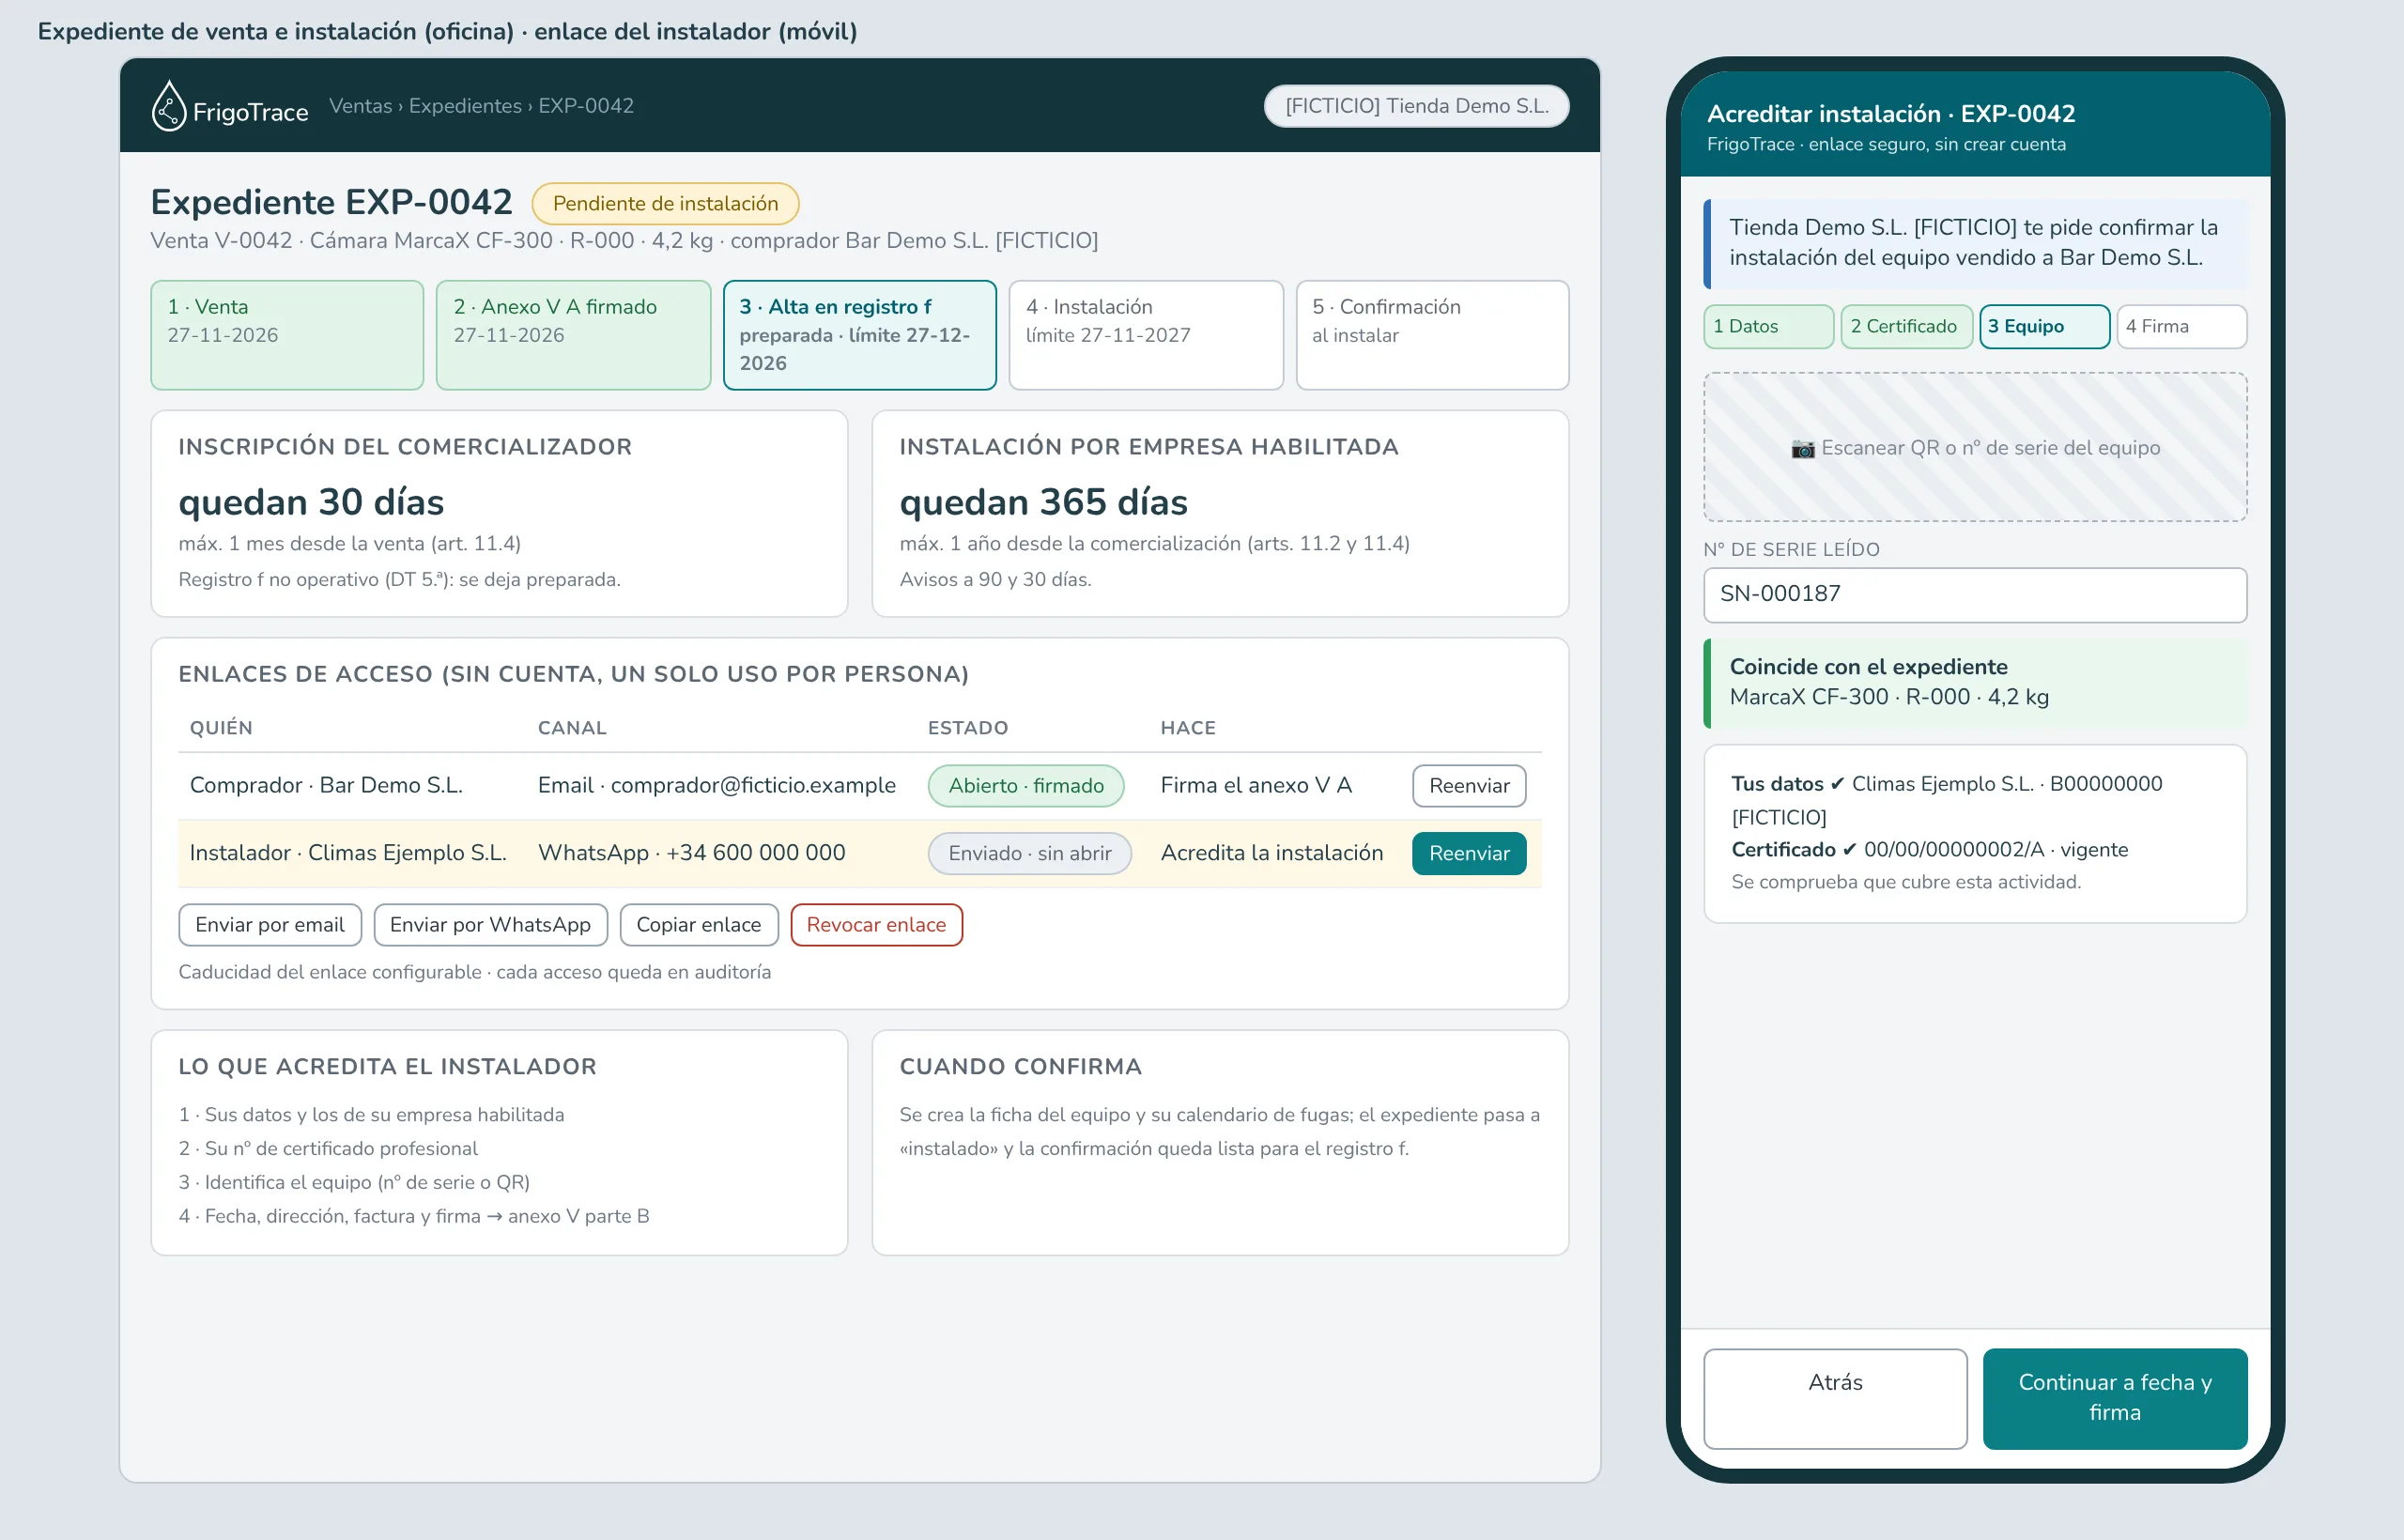 Expediente de venta e instalación (oficina) · enlace del instalador (móvil)
FrigoTrace
Ventas › Expedientes › EXP-0042
[FICTICIO] Tienda Demo S.L.
Expediente EXP-0042
Pendiente de instalación
Venta V-0042 · Cámara MarcaX CF-300 · R-000 · 4,2 kg · comprador Bar Demo S.L. [FICTICIO]
1 · Venta
27-11-2026
2 · Anexo V A firmado
27-11-2026
3 · Alta en registro f
preparada · límite 27-12-
2026
4 · Instalación
límite 27-11-2027
5 · Confirmación
al instalar
INSCRIPCIÓN DEL COMERCIALIZADOR
quedan 30 días
máx. 1 mes desde la venta (art. 11.4)
Registro f no operativo (DT 5.ª): se deja preparada.
INSTALACIÓN POR EMPRESA HABILITADA
quedan 365 días
máx. 1 año desde la comercialización (arts. 11.2 y 11.4)
Avisos a 90 y 30 días.
ENLACES DE ACCESO (SIN CUENTA, UN SOLO USO POR PERSONA)
QUIÉN CANAL ESTADO HACE
Comprador · Bar Demo S.L. Email · comprador@ficticio.example Abierto · firmado Firma el anexo V A Reenviar
Instalador · Climas Ejemplo S.L. WhatsApp · +34 600 000 000 Enviado · sin abrir Acredita la instalación Reenviar
Enviar por email Enviar por WhatsApp Copiar enlace Revocar enlace
Caducidad del enlace configurable · cada acceso queda en auditoría
LO QUE ACREDITA EL INSTALADOR
1 · Sus datos y los de su empresa habilitada
2 · Su nº de certificado profesional
3 · Identifica el equipo (nº de serie o QR)
4 · Fecha, dirección, factura y firma → anexo V parte B
CUANDO CONFIRMA
Se crea la ficha del equipo y su calendario de fugas; el expediente pasa a
«instalado» y la confirmación queda lista para el registro f.
Acreditar instalación · EXP-0042
FrigoTrace · enlace seguro, sin crear cuenta
Tienda Demo S.L. [FICTICIO] te pide confirmar la
instalación del equipo vendido a Bar Demo S.L.
1 Datos 2 Certificado 3 Equipo 4 Firma
📷 Escanear QR o nº de serie del equipo
Nº DE SERIE LEÍDO
SN-000187
Coincide con el expediente
MarcaX CF-300 · R-000 · 4,2 kg
Tus datos ✔ Climas Ejemplo S.L. · B00000000
[FICTICIO]
Certificado ✔ 00/00/00000002/A · vigente
Se comprueba que cubre esta actividad.
Atrás
Continuar a fecha y
firma